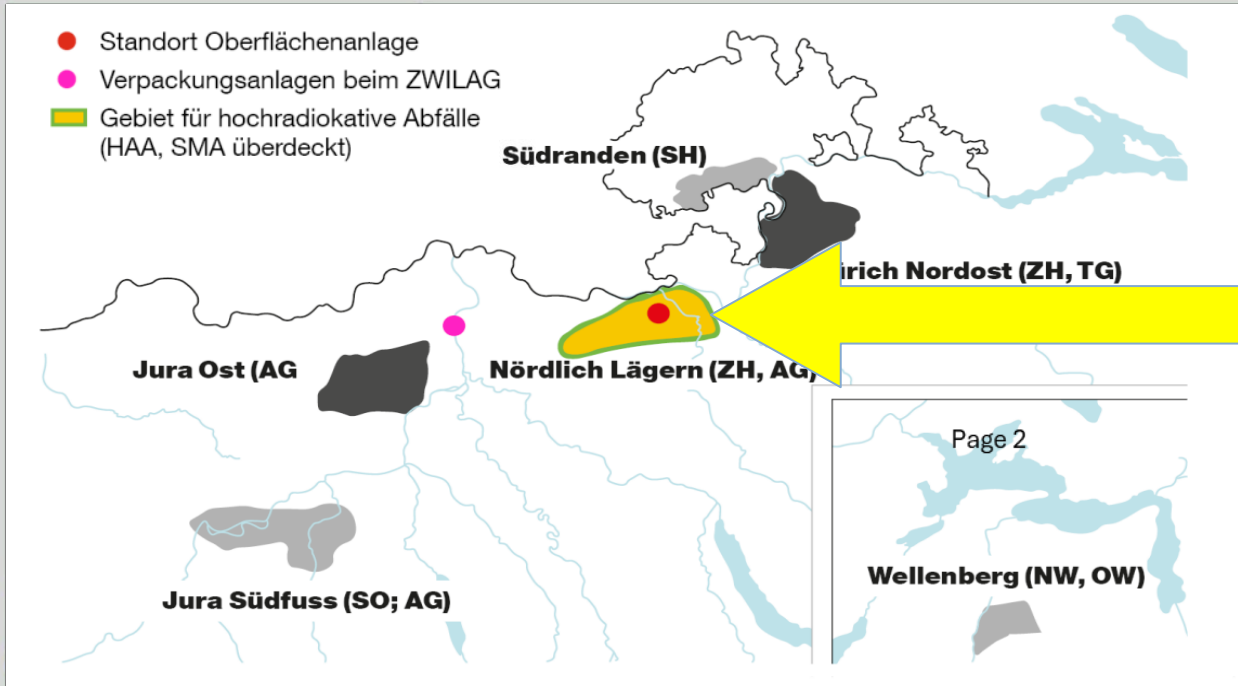 Standort Oberflächenanlage
Verpackungsanlagen beim ZWILAG
Gebiet für hochradiokative Abfälle
(HAA, SMA überdeckt)
Südranden (SH)
ürich Nordost (ZH, TG)
Jura Ost (AG
Nördlich Lägern (ZH, AG)
Page 2
Wellenberg (NW, OW)
Jura Südfuss (SO; AG)